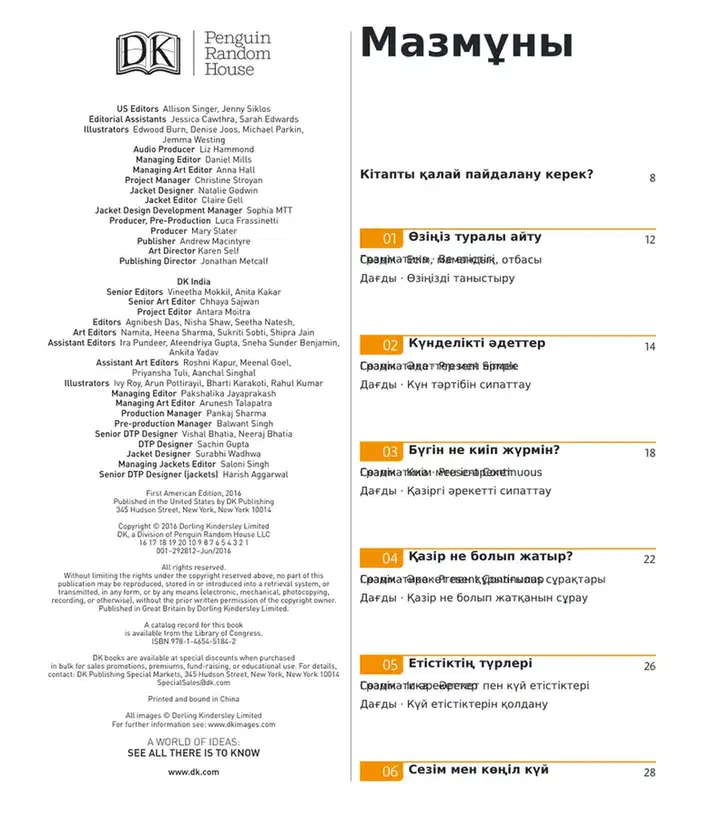 DK
Penguin
Random
House
US Editors Allison Singer, Jenny Siklos
Editorial Assistants Jessica Cawthra, Sarah Edwards
Illustrators Edwood Burn, Denise Joos, Michael Parkin,
Jemma Westing
Audio Producer Liz Hammond
Managing Editor Daniel Mills
Managing Art Editor Anna Hall
Project Manager Christine Stroyan
Jacket Designer Natalie Godwin
Jacket Editor Claire Gell
Jacket Design Development Manager Sophia MTT
Producer, Pre-Production Luca Frassinetti
Producer Mary Slater
Publisher Andrew Macintyre
Art Director Karen Self
Publishing Director Jonathan Metcalf
DK India
Senior Editors Vineetha Mokkil, Anita Kakar
Senior Art Editor Chhaya Sajwan
Project Editor Antara Moitra
Editors Agnibesh Das, Nisha Shaw, Seetha Natesh,
Art Editors Namita, Heena Sharma, Sukriti Sobti, Shipra Jain
Assistant Editors Ira Pundeer, Ateendriya Gupta, Sneha Sunder Benjamin,
Ankita Yadav
Assistant Art Editors Roshni Kapur, Meenal Goel,
Priyansha Tuli, Aanchal Singhal
Illustrators Ivy Roy, Arun Pottirayil, Bharti Karakoti, Rahul Kumar
Managing Editor Pakshalika Jayaprakash
Managing Art Editor Arunesh Talapatra
Production Manager Pankaj Sharma
Pre-production Manager Balwant Singh
Senior DTP Designer Vishal Bhatia, Neeraj Bhatia
DTP Designer Sachin Gupta
Jacket Designer Surabhi Wadhwa
Managing Jackets Editor Saloni Singh
Senior DTP Designer (jackets) Harish Aggarwal
First American Edition, 2016
Published in the United States by DK Publishing
345 Hudson Street, New York, New York 10014
Copyright © 2016 Dorling Kindersley Limited
DK, a Division of Penguin Random House LLC
16 17 18 19 20 10 9 8 7 6 5 4 3 2 1
001–292812–Jun/2016
All rights reserved.
Without limiting the rights under the copyright reserved above, no part of this
publication may be reproduced, stored in or introduced into a retrieval system, or
transmitted, in any form, or by any means (electronic, mechanical, photocopying,
recording, or otherwise), without the prior written permission of the copyright owner.
Published in Great Britain by Dorling Kindersley Limited.
A catalog record for this book
is available from the Library of Congress.
ISBN 978-1-4654-5184-2
DK books are available at special discounts when purchased
in bulk for sales promotions, premiums, fund-raising, or educational use. For details,
contact: DK Publishing Special Markets, 345 Hudson Street, New York, New York 10014
SpecialSales@dk.com
Printed and bound in China
All images © Dorling Kindersley Limited
For further information see: www.dkimages.com
A WORLD OF IDEAS:
SEE ALL THERE IS TO KNOW
www.dk.com
Мазмұны
Кітапты қалай пайдалану керек? 8
01 Өзіңіз туралы айту 12
Дағды · Өзіңізді таныстыру
02 Күнделікті әдеттер 14
Дағды · Күн тәртібін сипаттау
03 Бүгін не киіп жүрмін? 18
Дағды · Қазіргі әрекетті сипаттау
04 Қазір не болып жатыр? 22
Дағды · Қазір не болып жатқанын сұрау
05 Етістіктің түрлері 26
Дағды · Күй етістіктерін қолдану
06 Сезім мен көңіл күй 28